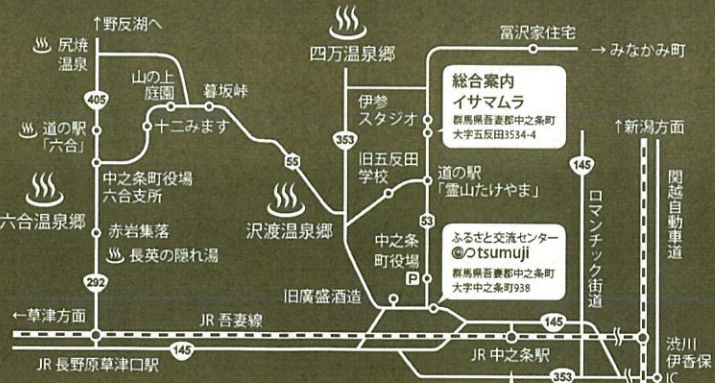 ↑野反湖へ
尻焼
温泉
405
道の駅
「六合」
六合温泉郷
中之条町役場
六合支所
赤岩集落
長英の隠れ湯
292
←草津方面
JR 吾妻線
JR 長野原草津口駅
145
山の上
庭園
暮坂峠
十二みます
55
沢渡温泉郷
四万温泉郷
353
伊参
スタジオ
旧五反田
学校
冨沢家住宅
→ みなかみ町
総合案内
イサマムラ
群馬県吾妻郡中之条町
大字五反田3534-4
道の駅
「霊山たけやま」
53
中之条
町役場
P
旧廣盛酒造
ふるさと交流センター
tsumuji
群馬県吾妻郡中之条町
大字中之条町938
145
JR 中之条駅
353
145
ロマンチック街道
↑新潟方面
関越自動車道
渋川
伊香保
IC